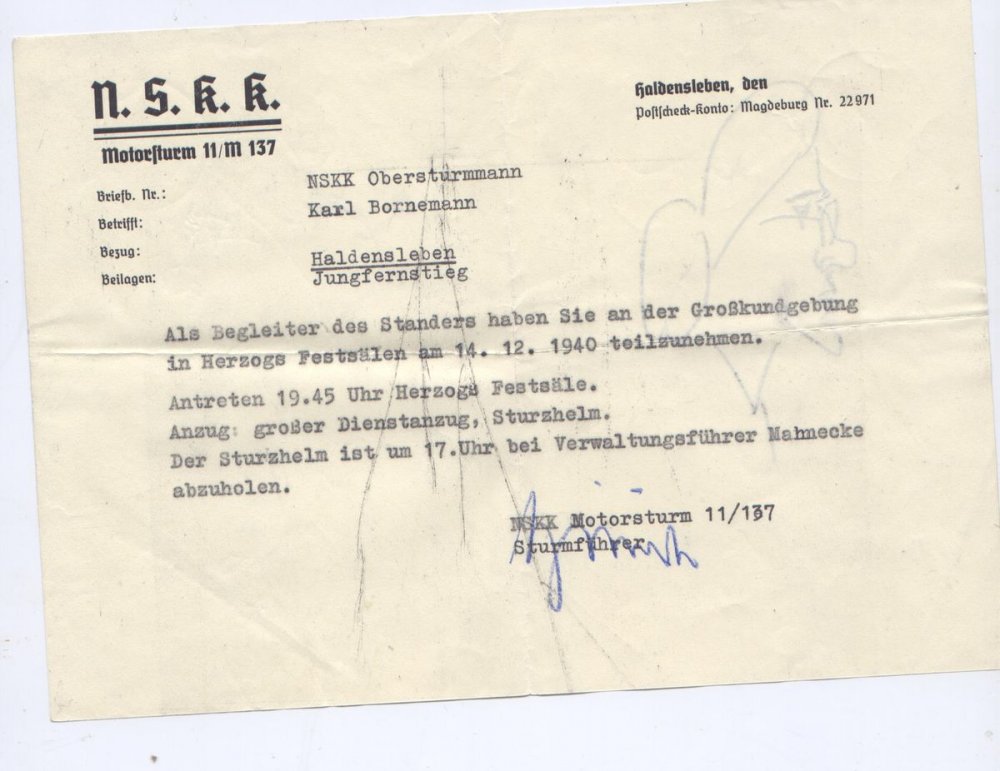 N. S. K. K.
Motorsturm 11/M 137
Haldensleben, den
Postscheck-Konto: Magdeburg Nr. 22971
Briefb. Nr.:
Betrifft:
Bezug:
Beilagen:
NSKK Obersturmmann
Karl Bornemann
Haldensleben
Jungfernstieg
Als Begleiter des Standers haben Sie an der Großkundgebung
in Herzogs Festsälen am 14. 12. 1940 teilzunehmen.
Antreten 19.45 Uhr Herzogs Festsäle.
Anzug: großer Dienstanzug, Sturzhelm.
Der Sturzhelm ist um 17.Uhr bei Verwaltungsführer Mahnecke
abzuholen.
NSKK Motorsturm 11/137
Sturmführer